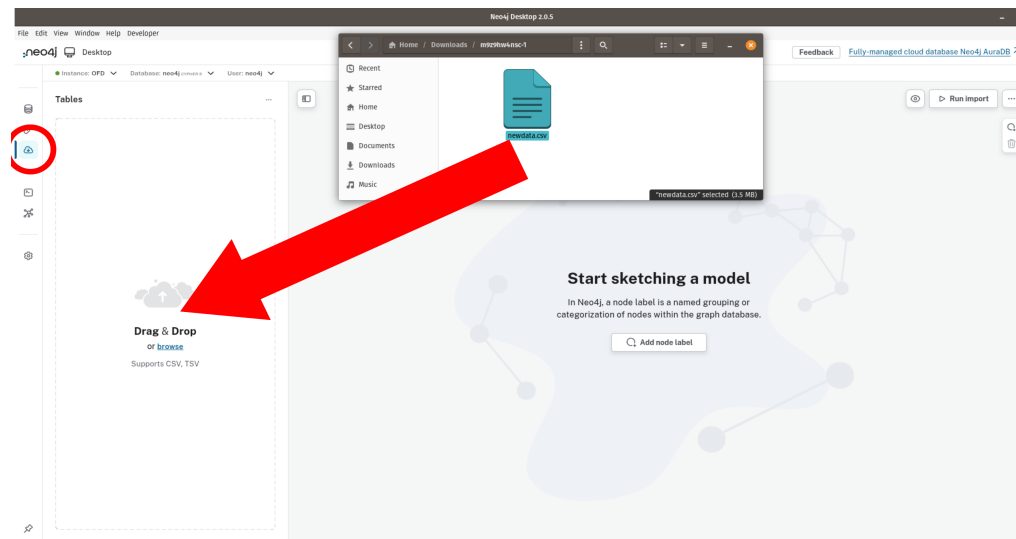 Neo4j Desktop 2.0.5
File Edit View Window Help Developer
neo4j Desktop
Feedback Fully-managed cloud database Neo4j AuraDB
Instance: OFD Database: neo4j User: neo4j
Home / Downloads / m9z9hw4nsc-1
Recent
Starred
Home
Desktop
Documents
Downloads
Music
newdata.csv
"newdata.csv" selected (3.5 MB)
Tables
Run import
Drag & Drop
or browse
Supports CSV, TSV
Start sketching a model
In Neo4j, a node label is a named grouping or
categorization of nodes within the graph database.
Add node label